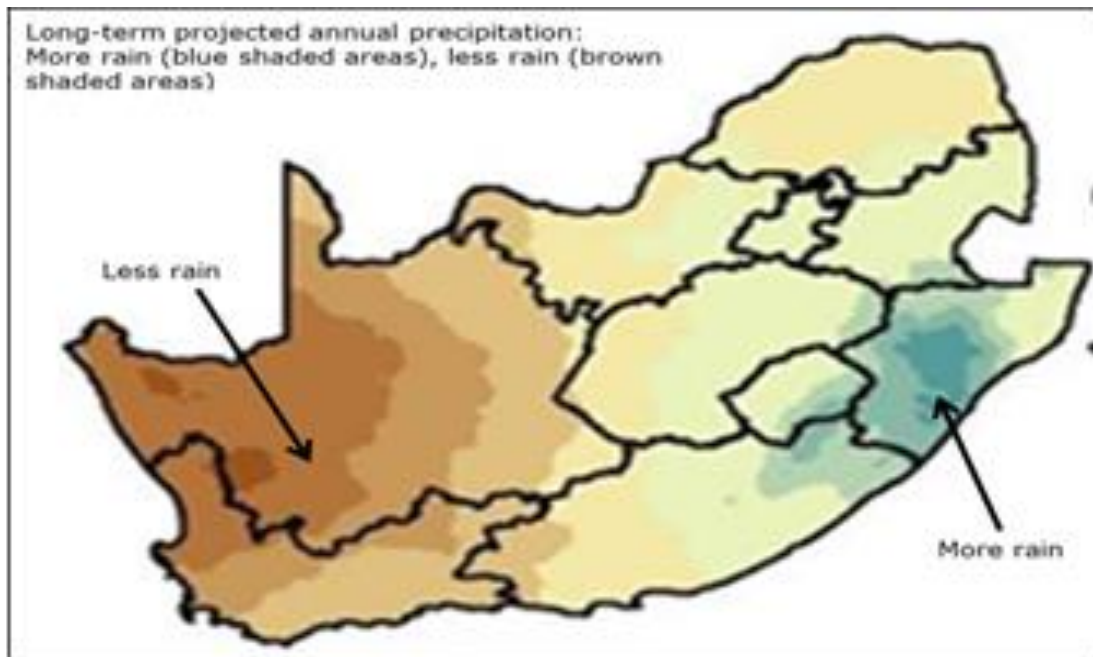 Long-term projected annual precipitation:
More rain (blue shaded areas), less rain (brown
shaded areas)
Less rain
More rain